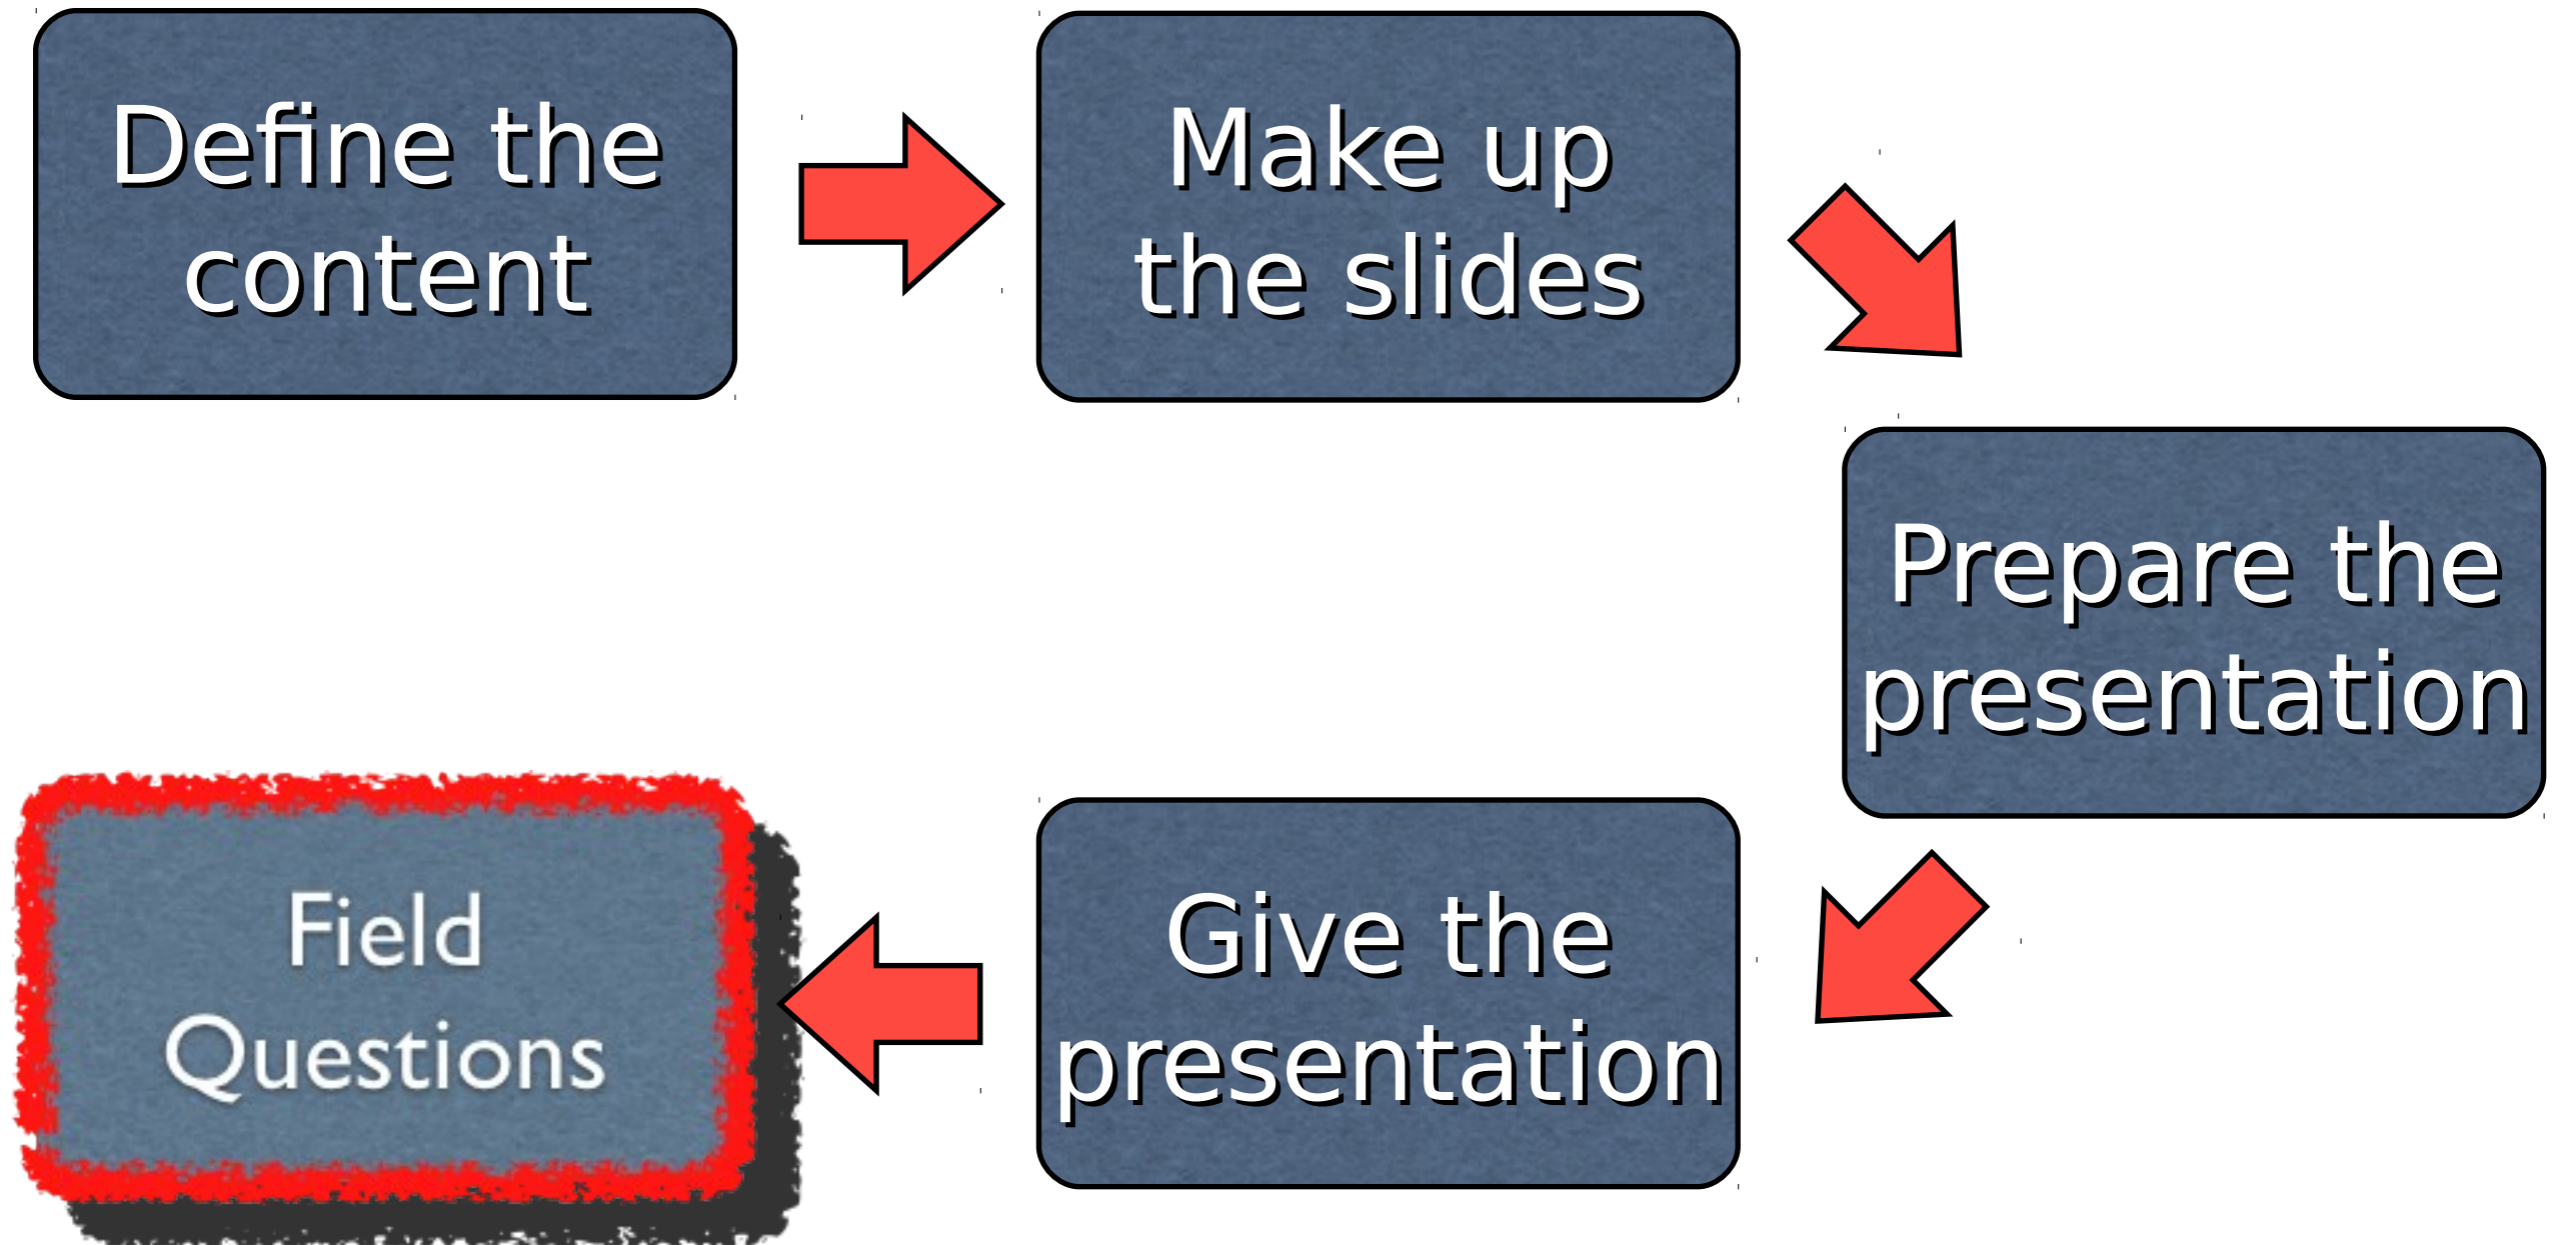 Define the
content
Make up
the slides
Prepare the
presentation
Give the
presentation
Field
Questions